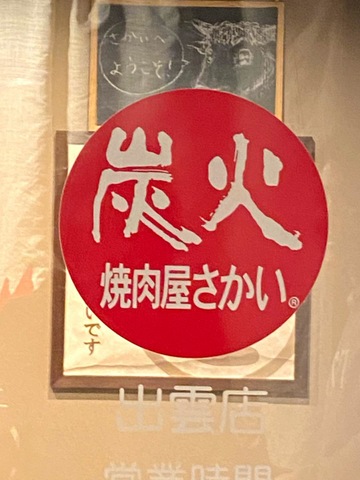 さかいへ
ようこそ!
炭火
焼肉屋さかい®
いです
出雲店
営業時間